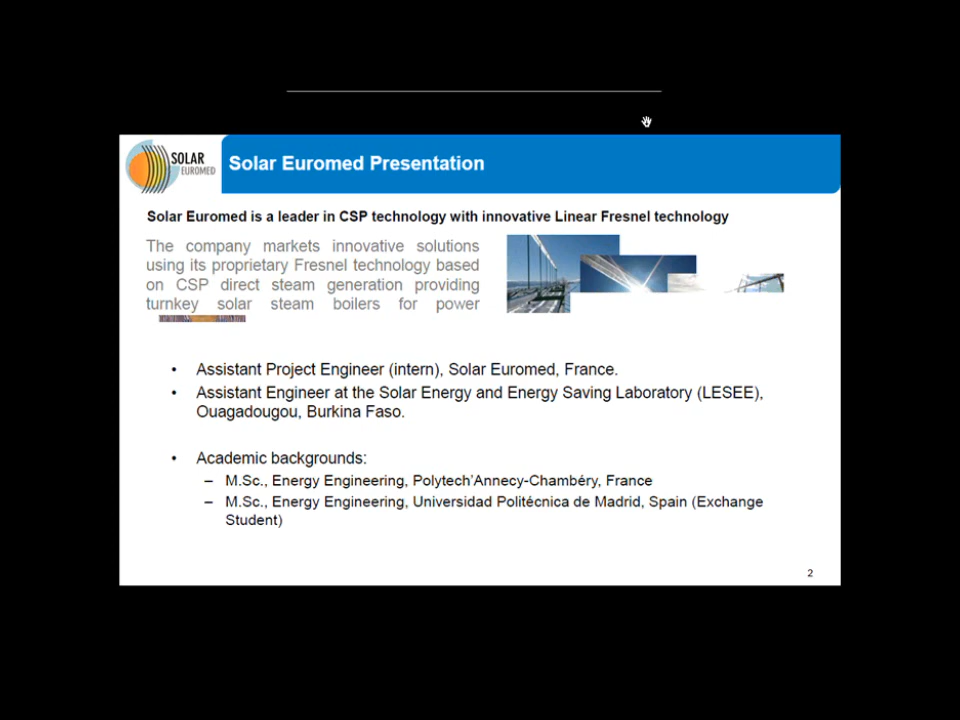 SOLAR
EUROMED
Solar Euromed Presentation
Solar Euromed is a leader in CSP technology with innovative Linear Fresnel technology
The company markets innovative solutions
using its proprietary Fresnel technology based
on CSP direct steam generation providing
turnkey solar steam boilers for power
• Assistant Project Engineer (intern), Solar Euromed, France.
• Assistant Engineer at the Solar Energy and Energy Saving Laboratory (LESEE),
Ouagadougou, Burkina Faso.
• Academic backgrounds:
– M.Sc., Energy Engineering, Polytech’Annecy-Chambéry, France
– M.Sc., Energy Engineering, Universidad Politécnica de Madrid, Spain (Exchange
Student)
2